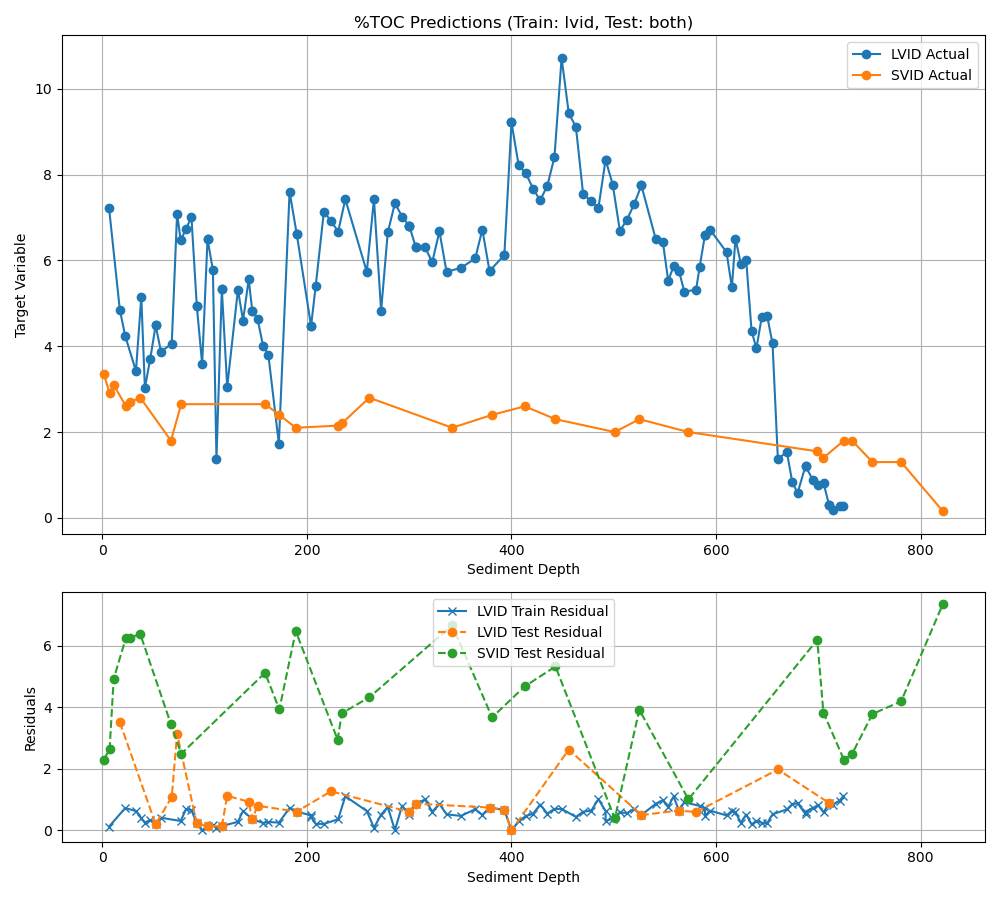 %TOC Predictions (Train: lvid, Test: both)
LVID Actual
SVID Actual
Target Variable
10
8
6
4
2
0
0 200 400 600 800
Sediment Depth
LVID Train Residual
LVID Test Residual
SVID Test Residual
Residuals
6
4
2
0
0 200 400 600 800
Sediment Depth